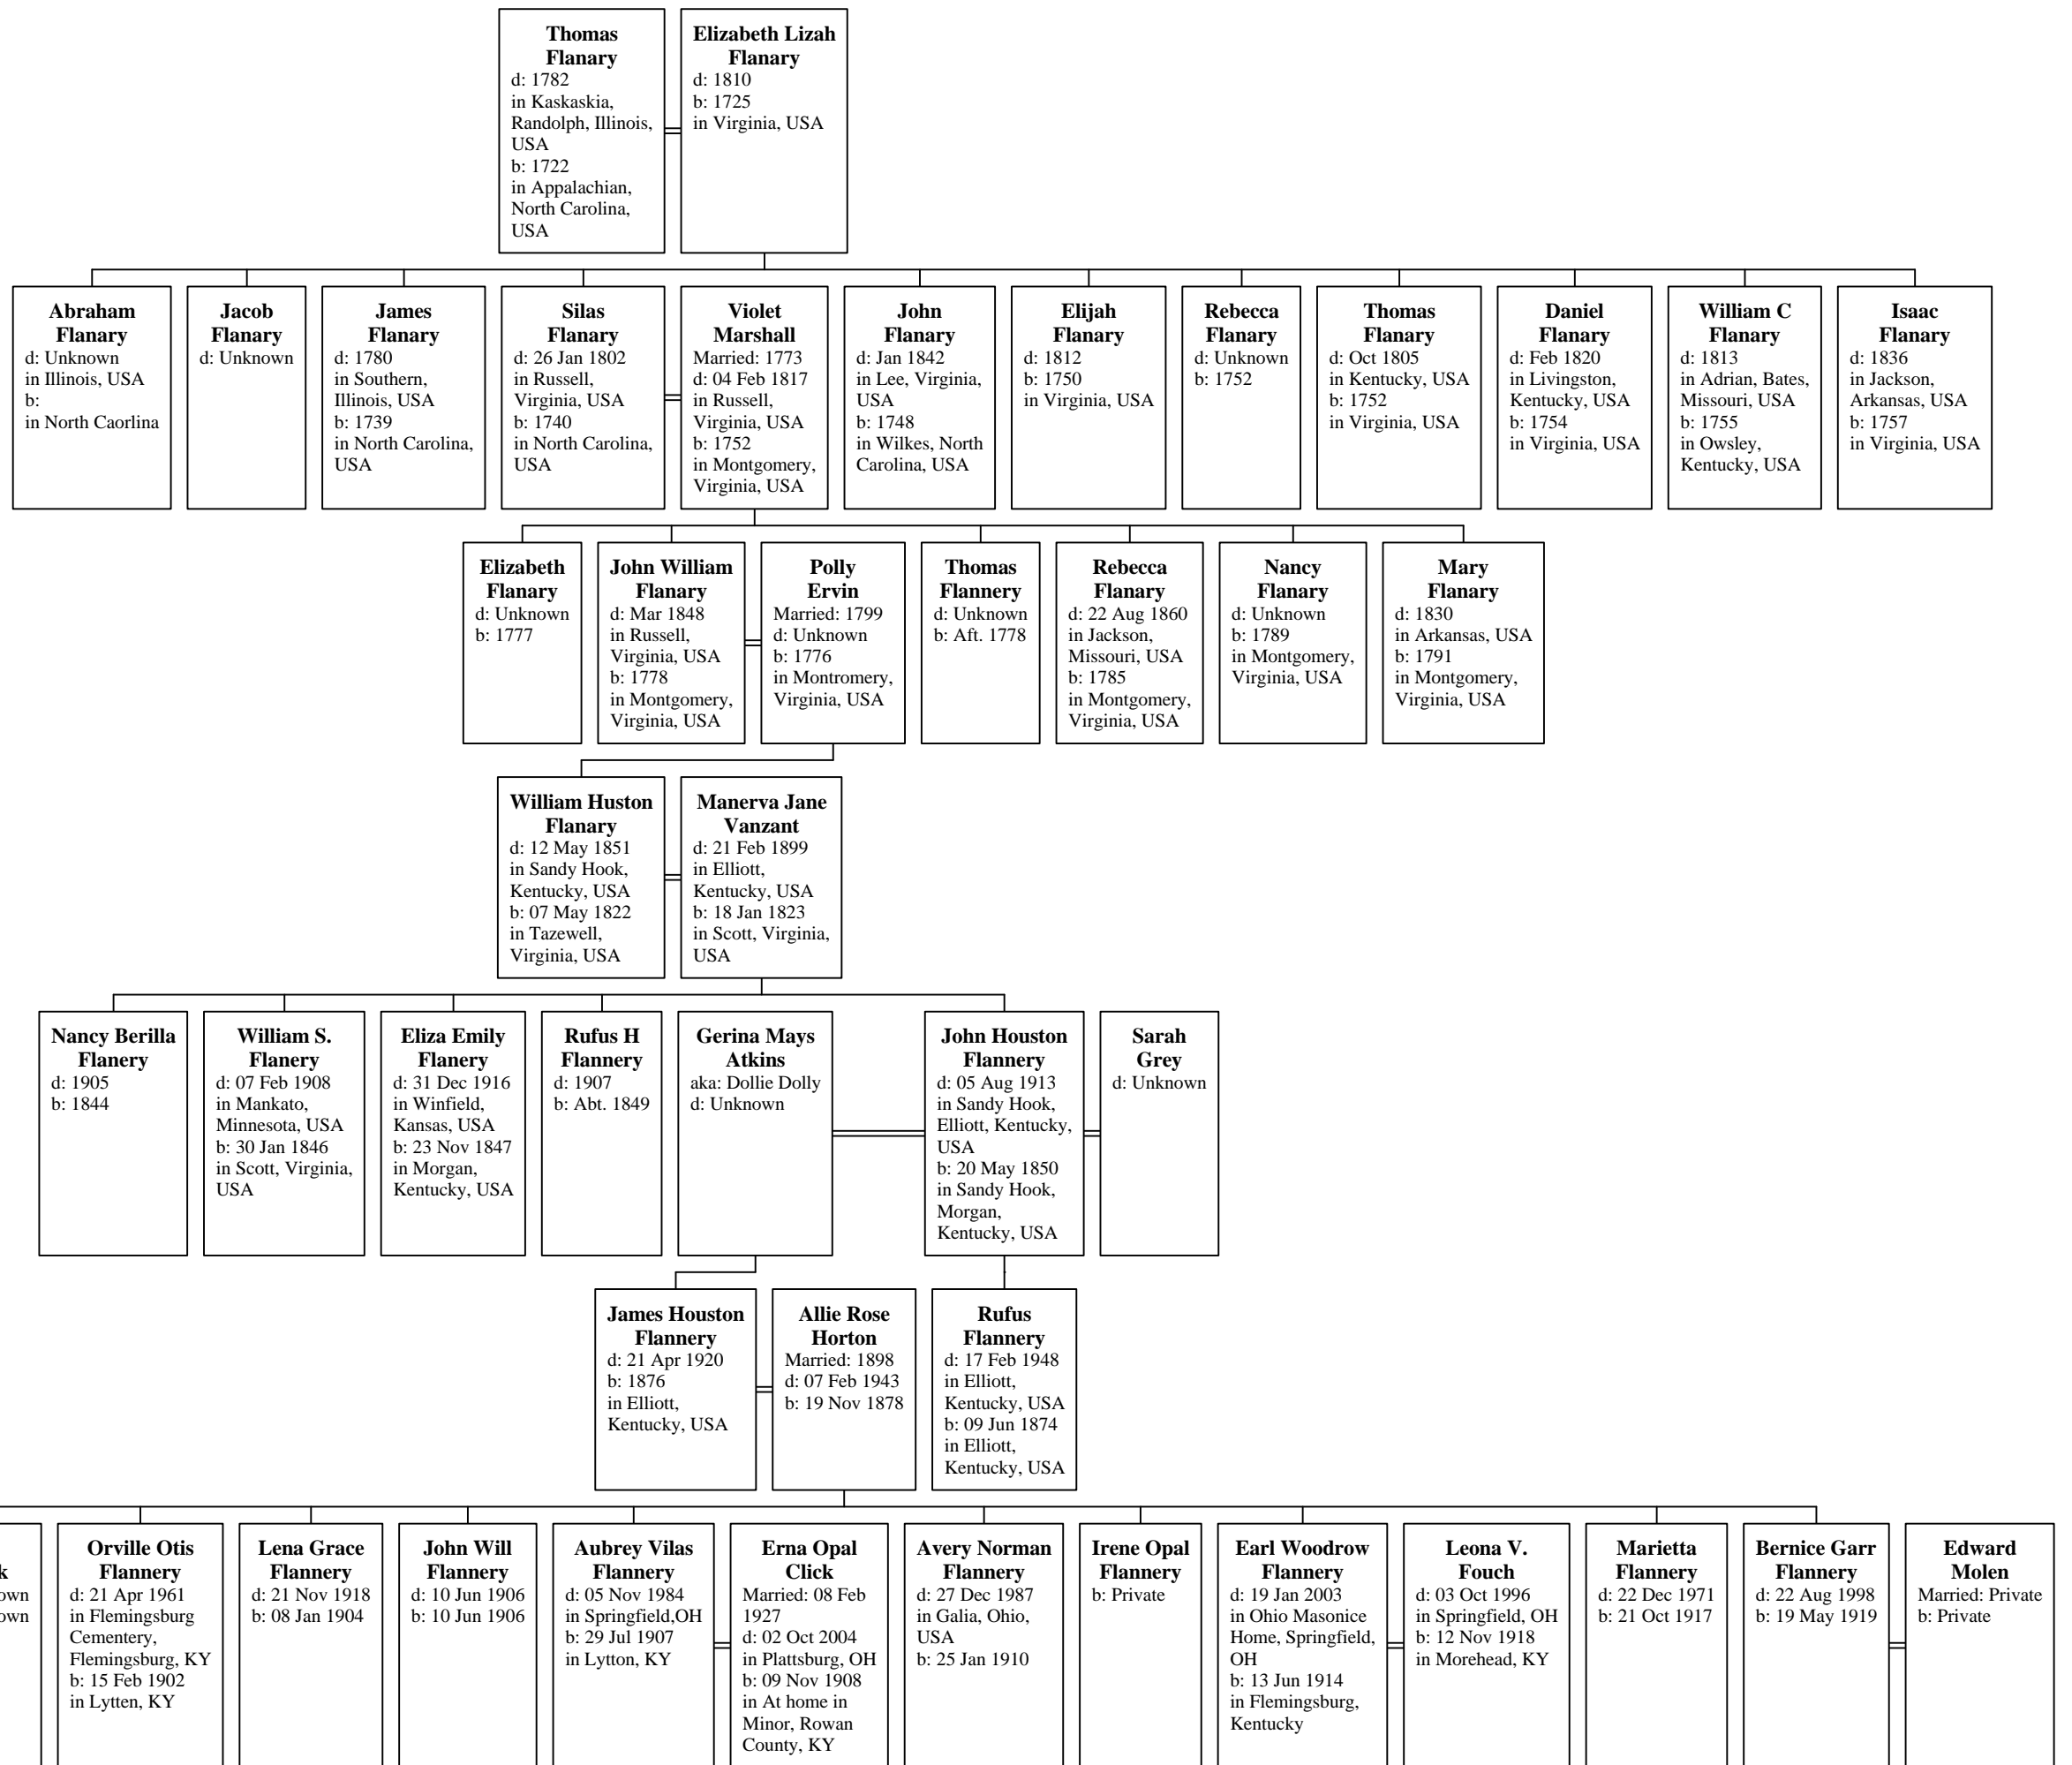 Thomas
Flanary
d: 1782
in Kaskaskia,
Randolph, Illinois,
USA
b: 1722
in Appalachian,
North Carolina,
USA
Elizabeth Lizah
Flanary
d: 1810
b: 1725
in Virginia, USA
Abraham
Flanary
d: Unknown
in Illinois, USA
b:
in North Caorlina
Jacob
Flanary
d: Unknown
James
Flanary
d: 1780
in Southern,
Illinois, USA
b: 1739
in North Carolina,
USA
Silas
Flanary
d: 26 Jan 1802
in Russell,
Virginia, USA
b: 1740
in North Carolina,
USA
Violet
Marshall
Married: 1773
d: 04 Feb 1817
in Russell,
Virginia, USA
b: 1752
in Montgomery,
Virginia, USA
John
Flanary
d: Jan 1842
in Lee, Virginia,
USA
b: 1748
in Wilkes, North
Carolina, USA
Elijah
Flanary
d: 1812
b: 1750
in Virginia, USA
Rebecca
Flanary
d: Unknown
b: 1752
Thomas
Flanary
d: Oct 1805
in Kentucky, USA
b: 1752
in Virginia, USA
Daniel
Flanary
d: Feb 1820
in Livingston,
Kentucky, USA
b: 1754
in Virginia, USA
William C
Flanary
d: 1813
in Adrian, Bates,
Missouri, USA
b: 1755
in Owsley,
Kentucky, USA
Isaac
Flanary
d: 1836
in Jackson,
Arkansas, USA
b: 1757
in Virginia, USA
Elizabeth
Flanary
d: Unknown
b: 1777
John William
Flanary
d: Mar 1848
in Russell,
Virginia, USA
b: 1778
in Montgomery,
Virginia, USA
Polly
Ervin
Married: 1799
d: Unknown
b: 1776
in Montromery,
Virginia, USA
Thomas
Flannery
d: Unknown
b: Aft. 1778
Rebecca
Flanary
d: 22 Aug 1860
in Jackson,
Missouri, USA
b: 1785
in Montgomery,
Virginia, USA
Nancy
Flanary
d: Unknown
b: 1789
in Montgomery,
Virginia, USA
Mary
Flanary
d: 1830
in Arkansas, USA
b: 1791
in Montgomery,
Virginia, USA
William Huston
Flanary
d: 12 May 1851
in Sandy Hook,
Kentucky, USA
b: 07 May 1822
in Tazewell,
Virginia, USA
Manerva Jane
Vanzant
d: 21 Feb 1899
in Elliott,
Kentucky, USA
b: 18 Jan 1823
in Scott, Virginia,
USA
Nancy Berilla
Flanery
d: 1905
b: 1844
William S.
Flanery
d: 07 Feb 1908
in Mankato,
Minnesota, USA
b: 30 Jan 1846
in Scott, Virginia,
USA
Eliza Emily
Flanery
d: 31 Dec 1916
in Winfield,
Kansas, USA
b: 23 Nov 1847
in Morgan,
Kentucky, USA
Rufus H
Flannery
d: 1907
b: Abt. 1849
Gerina Mays
Atkins
aka: Dollie Dolly
d: Unknown
John Houston
Flannery
d: 05 Aug 1913
in Sandy Hook,
Elliott, Kentucky,
USA
b: 20 May 1850
in Sandy Hook,
Morgan,
Kentucky, USA
Sarah
Grey
d: Unknown
James Houston
Flannery
d: 21 Apr 1920
b: 1876
in Elliott,
Kentucky, USA
Allie Rose
Horton
Married: 1898
d: 07 Feb 1943
b: 19 Nov 1878
Rufus
Flannery
d: 17 Feb 1948
in Elliott,
Kentucky, USA
b: 09 Jun 1874
in Elliott,
Kentucky, USA
k
own
own
Orville Otis
Flannery
d: 21 Apr 1961
in Flemingsburg
Cementery,
Flemingsburg, KY
b: 15 Feb 1902
in Lytten, KY
Lena Grace
Flannery
d: 21 Nov 1918
b: 08 Jan 1904
John Will
Flannery
d: 10 Jun 1906
b: 10 Jun 1906
Aubrey Vilas
Flannery
d: 05 Nov 1984
in Springfield,OH
b: 29 Jul 1907
in Lytton, KY
Erna Opal
Click
Married: 08 Feb
1927
d: 02 Oct 2004
in Plattsburg, OH
b: 09 Nov 1908
in At home in
Minor, Rowan
County, KY
Avery Norman
Flannery
d: 27 Dec 1987
in Galia, Ohio,
USA
b: 25 Jan 1910
Irene Opal
Flannery
b: Private
Earl Woodrow
Flannery
d: 19 Jan 2003
in Ohio Masonice
Home, Springfield,
OH
b: 13 Jun 1914
in Flemingsburg,
Kentucky
Leona V.
Fouch
d: 03 Oct 1996
in Springfield, OH
b: 12 Nov 1918
in Morehead, KY
Marietta
Flannery
d: 22 Dec 1971
b: 21 Oct 1917
Bernice Garr
Flannery
d: 22 Aug 1998
b: 19 May 1919
Edward
Molen
Married: Private
b: Private